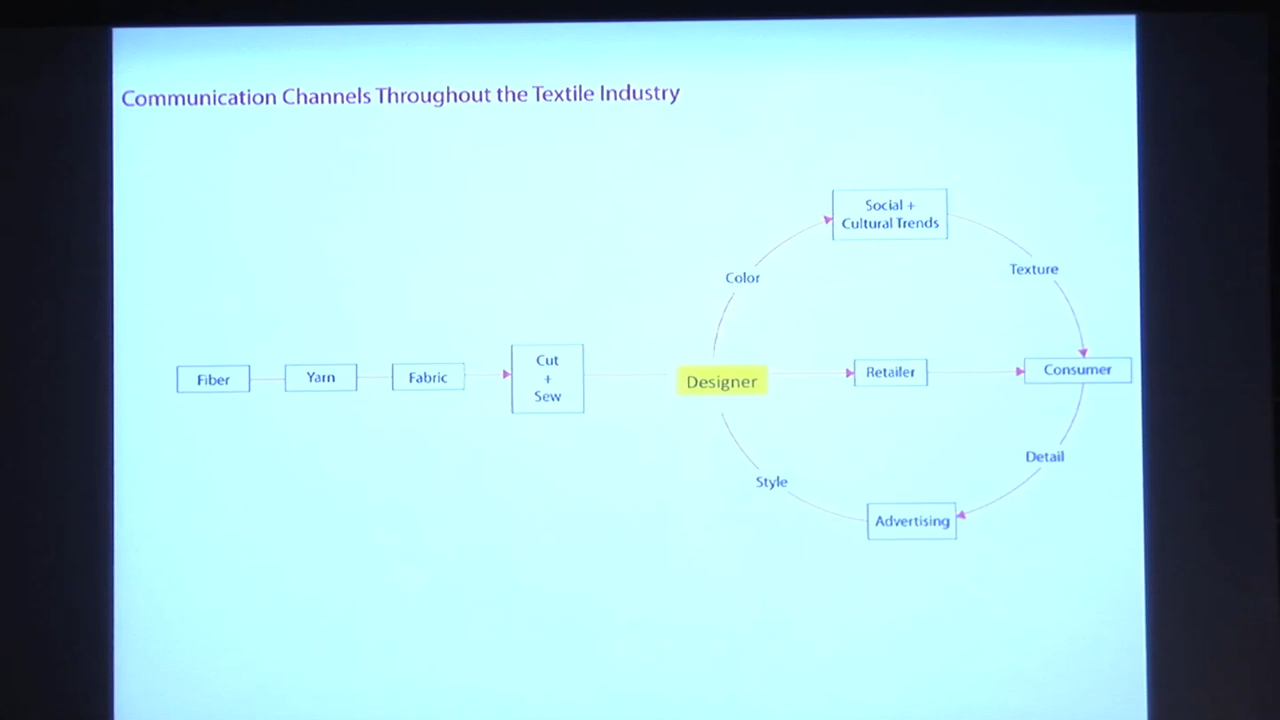 Communication Channels Throughout the Textile Industry
Social +
Cultural Trends
Color
Texture
Fiber
Yarn
Fabric
Cut
+
Sew
Designer
Retailer
Consumer
Detail
Style
Advertising